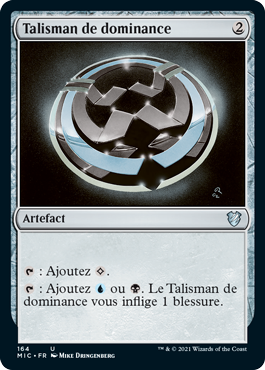 Talisman de dominance 2
Artefact
: Ajoutez .
: Ajoutez ou . Le Talisman de
dominance vous inflige 1 blessure.
164 U
MIC • FR Mike Dringenberg
™ & © 2021 Wizards of the Coast